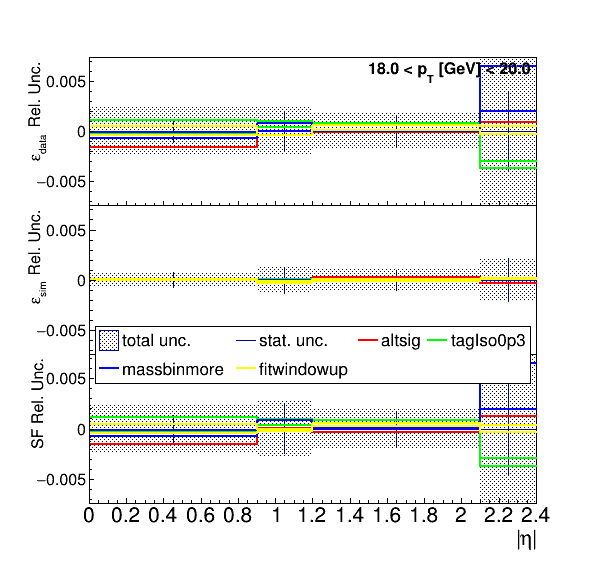 18.0 < p_T [GeV] < 20.0
ε_data Rel. Unc.
0.005
0
−0.005
ε_sim Rel. Unc.
0.005
0
−0.005
total unc. stat. unc. altsig tagIso0p3
massbinmore fitwindowup
SF Rel. Unc.
0.005
0
−0.005
0 0.2 0.4 0.6 0.8 1 1.2 1.4 1.6 1.8 2 2.2 2.4
|η|